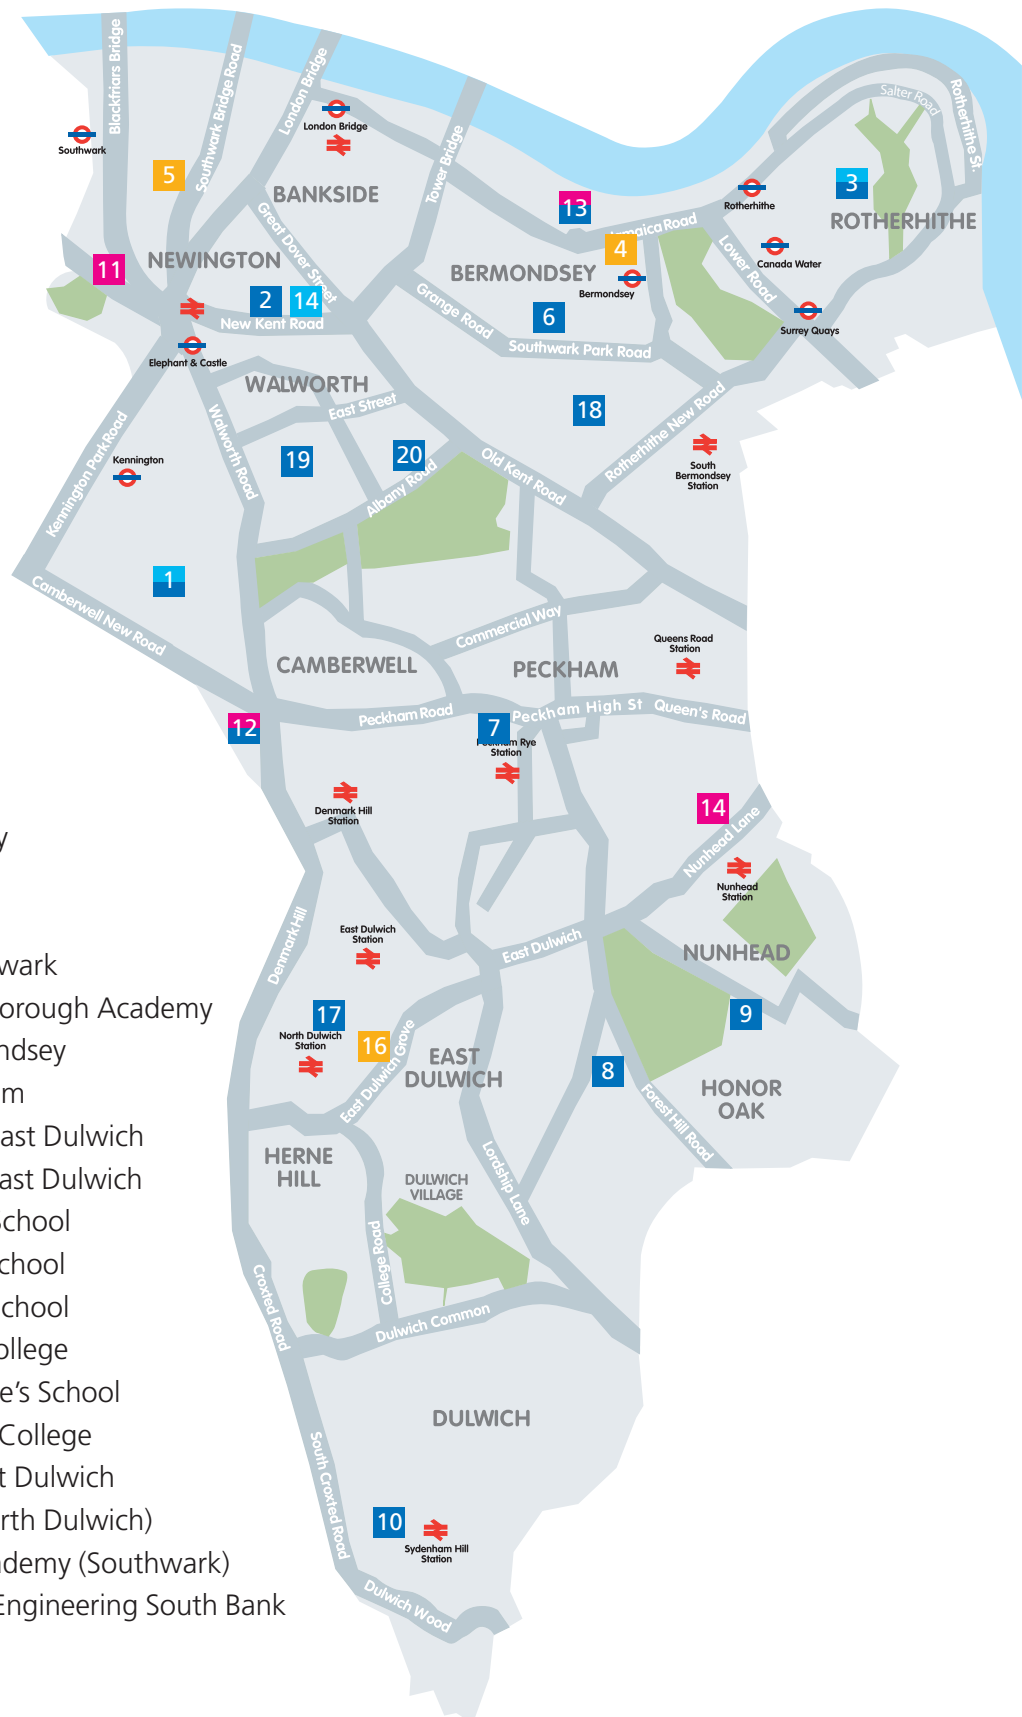 Blackfriars Bridge
Southwark Bridge Road
London Bridge
London Bridge
Southwark
5
BANKSIDE
Tower Bridge
Salter Road
Rotherhithe St.
3
ROTHERHITHE
Rotherhithe
13
Jamaica Road
4
Canada Water
Lower Road
Great Dover Street
NEWINGTON
11
BERMONDSEY
Bermondsey
2
14
New Kent Road
Grange Road
6
Surrey Quays
Southwark Park Road
Elephant & Castle
WALWORTH
East Street
18
Rotherhithe New Road
Walworth Road
Kennington Park Road
Kennington
19
20
Albany Road
Old Kent Road
South
Bermondsey
Station
1
Camberwell New Road
Commercial Way
Queens Road
Station
CAMBERWELL
PECKHAM
Peckham Road
Peckham High St
Queen's Road
12
7
Peckham Rye
Station
Denmark Hill
Station
14
Nunhead Lane
Nunhead
Station
y
Denmark Hill
East Dulwich
Station
East Dulwich
NUNHEAD
wark
orough Academy
17
9
North Dulwich
Station
16
East Dulwich Grove
EAST
DULWICH
8
ndsey
m
HONOR
OAK
Forest Hill Road
ast Dulwich
HERNE
HILL
Lordship Lane
ast Dulwich
DULWICH
VILLAGE
School
College Road
chool
Croxted Road
chool
Dulwich Common
ollege
e’s School
DULWICH
College
South Croxted Road
t Dulwich
rth Dulwich)
10
Sydenham Hill
Station
ademy (Southwark)
Engineering South Bank
Dulwich Wood